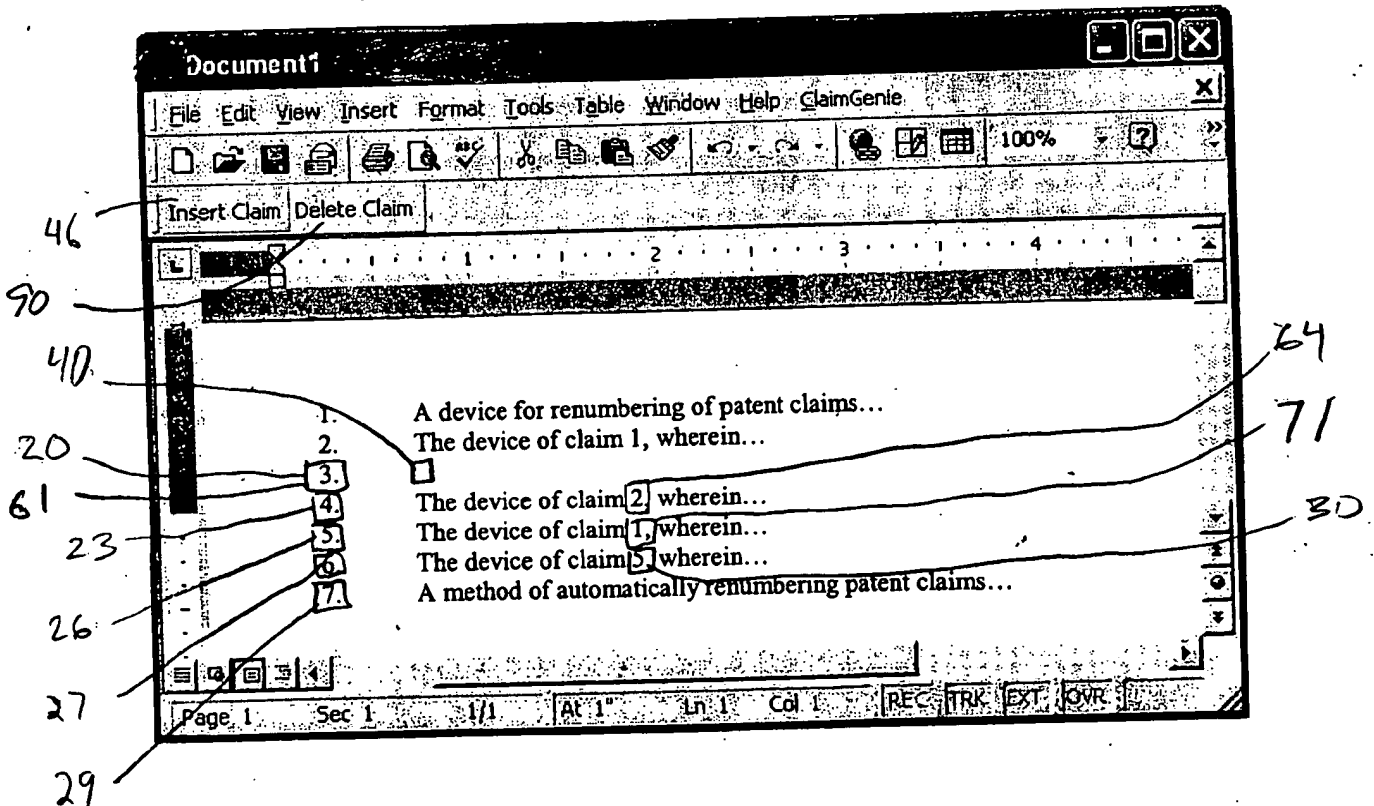 Document1
File Edit View Insert Format Tools Table Window Help ClaimGenie
100%
Insert Claim Delete Claim
46
90
1 2 3 4
40
64
71
1. A device for renumbering of patent claims...
2. The device of claim 1, wherein...
20
3.
61
4. The device of claim 2, wherein...
23
5. The device of claim 1, wherein...
30
6. The device of claim 5, wherein...
26
7. A method of automatically renumbering patent claims...
27
Page 1 Sec 1 1/1 At 1" Ln 1 Col 1 REC TRK EXT OVR
29